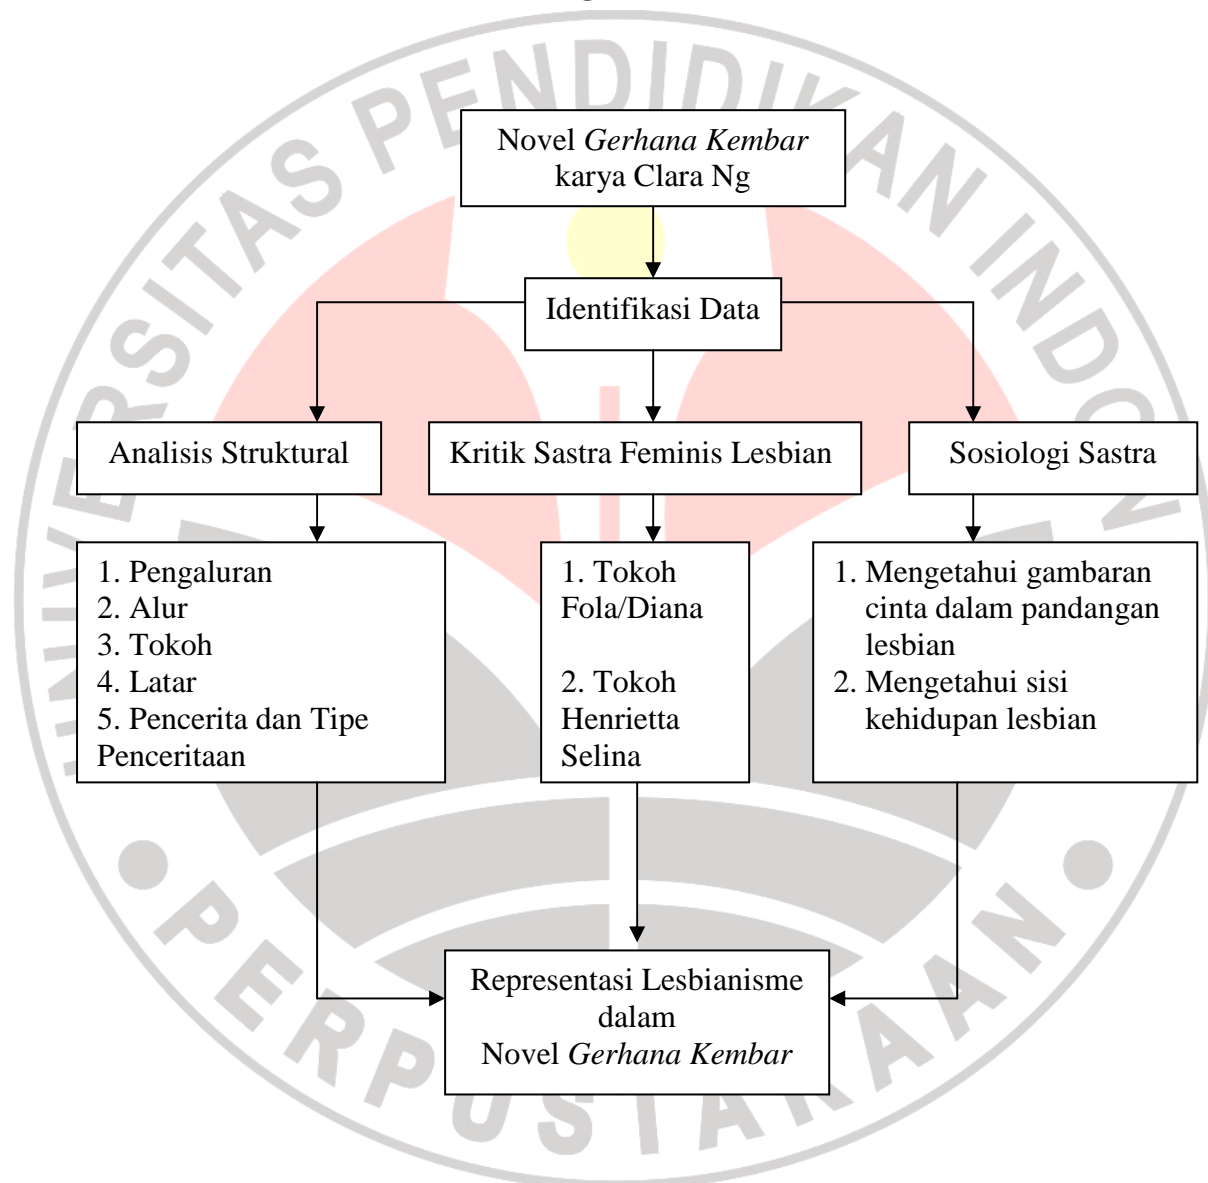 Novel Gerhana Kembar
karya Clara Ng
Identifikasi Data
Analisis Struktural
Kritik Sastra Feminis Lesbian
Sosiologi Sastra
1. Pengaluran
2. Alur
3. Tokoh
4. Latar
5. Pencerita dan Tipe
Penceritaan
1. Tokoh
Fola/Diana
2. Tokoh
Henrietta
Selina
1. Mengetahui gambaran
cinta dalam pandangan
lesbian
2. Mengetahui sisi
kehidupan lesbian
Representasi Lesbianisme
dalam
Novel Gerhana Kembar
UNIVERSITAS PENDIDIKAN INDON
PERPUSTAKAAN